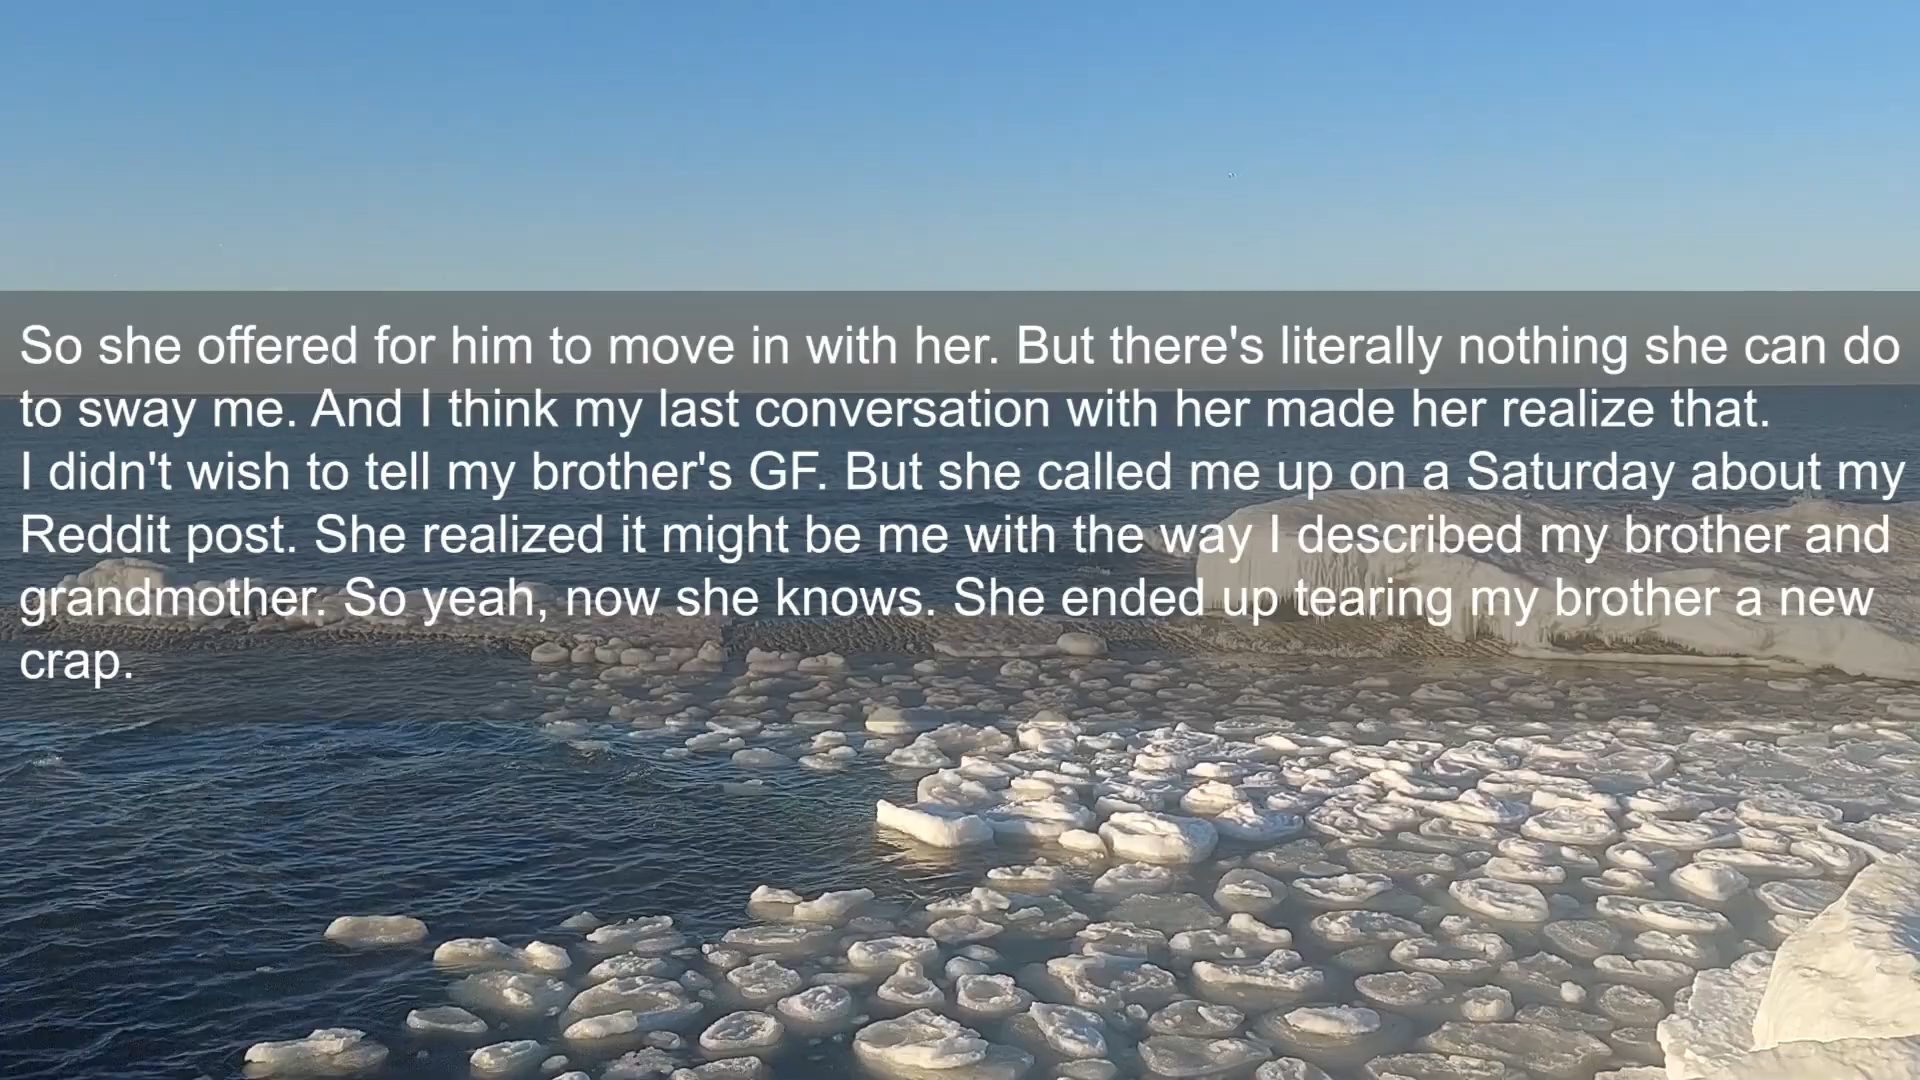 So she offered for him to move in with her. But there's literally nothing she can do
to sway me. And I think my last conversation with her made her realize that.
I didn't wish to tell my brother's GF. But she called me up on a Saturday about my
Reddit post. She realized it might be me with the way I described my brother and
grandmother. So yeah, now she knows. She ended up tearing my brother a new
crap.